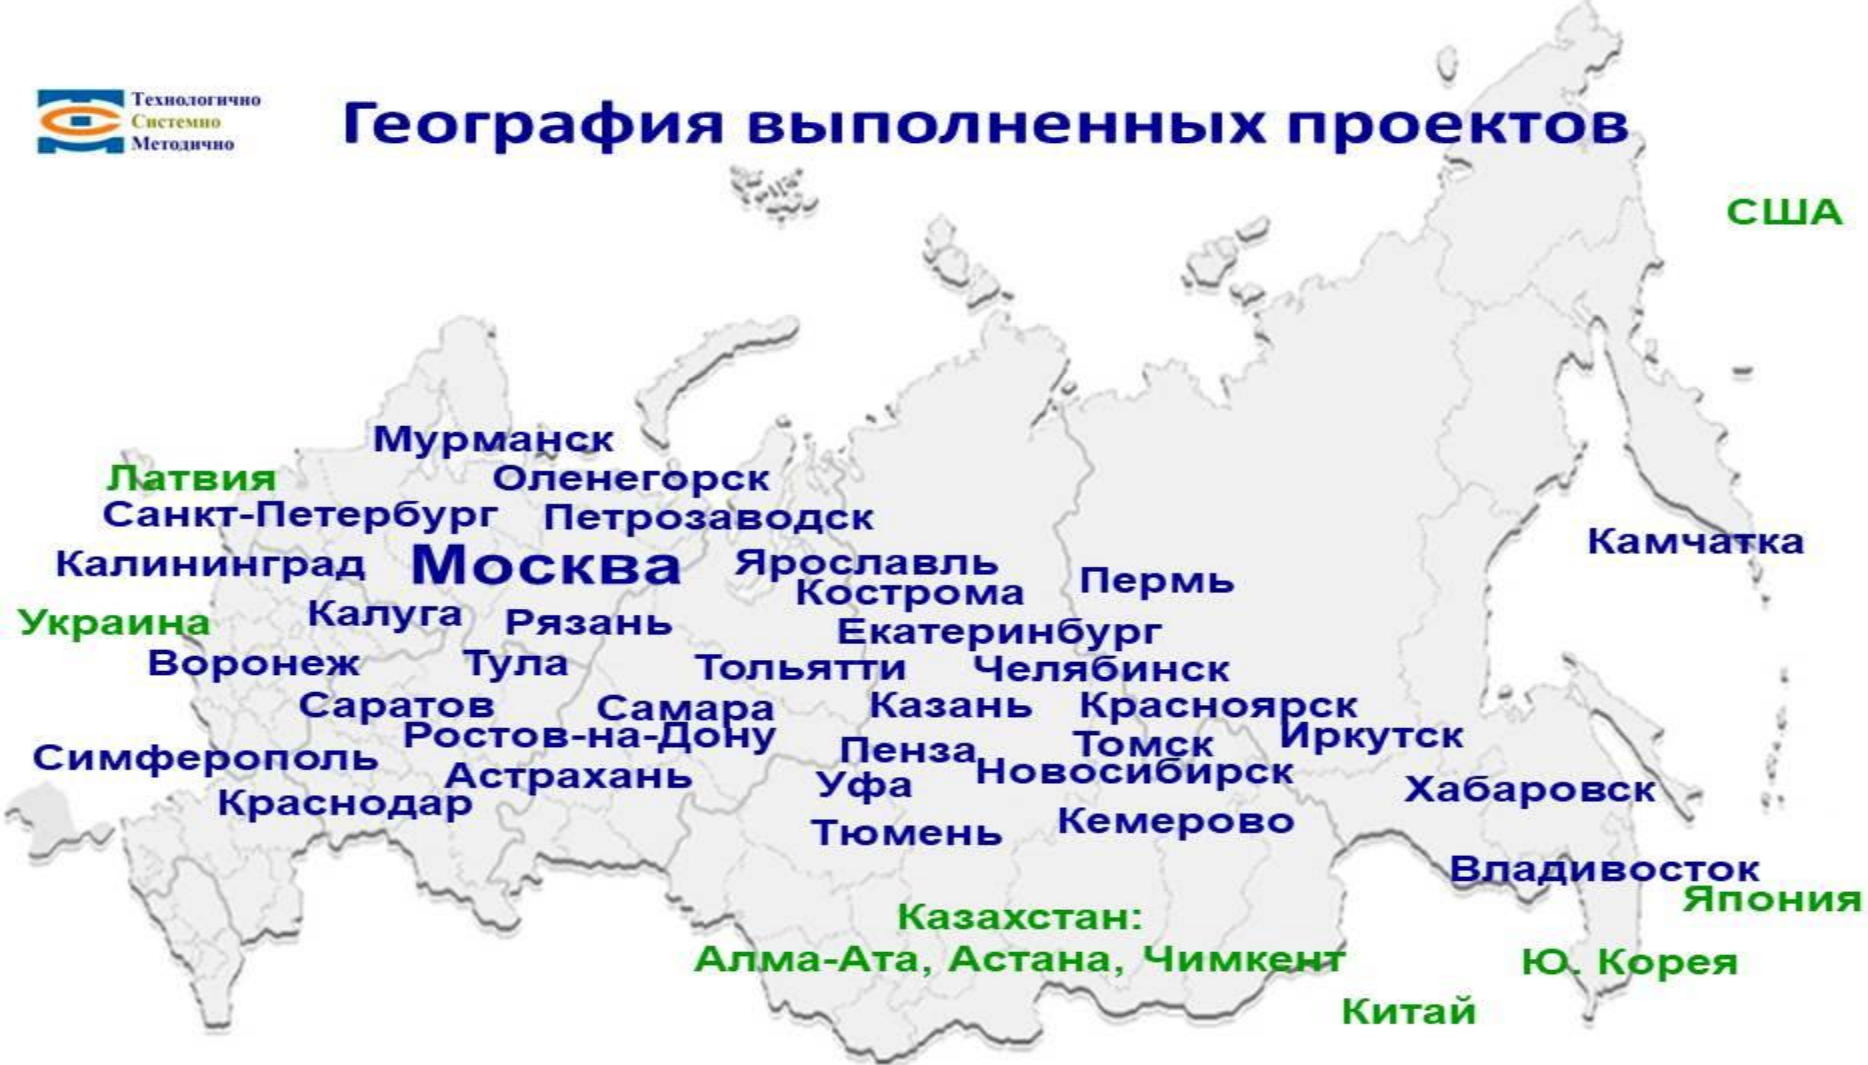 Технологично
Системно
Методично
География выполненных проектов
США
Мурманск
Латвия
Оленегорск
Санкт-Петербург
Петрозаводск
Камчатка
Калининград
Москва
Ярославль
Кострома
Пермь
Украина
Калуга
Рязань
Екатеринбург
Воронеж
Тула
Тольятти
Челябинск
Саратов
Самара
Казань
Красноярск
Ростов-на-Дону
Пенза
Томск
Иркутск
Симферополь
Астрахань
Уфа
Новосибирск
Хабаровск
Краснодар
Тюмень
Кемерово
Владивосток
Япония
Казахстан:
Алма-Ата, Астана, Чимкент
Ю. Корея
Китай